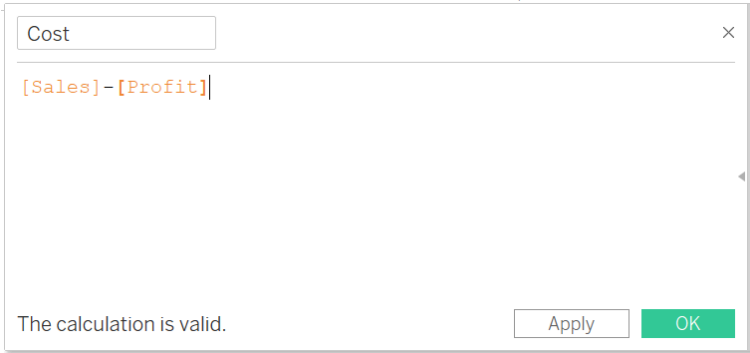 Cost
[Sales]-[Profit]
The calculation is valid.
Apply
OK